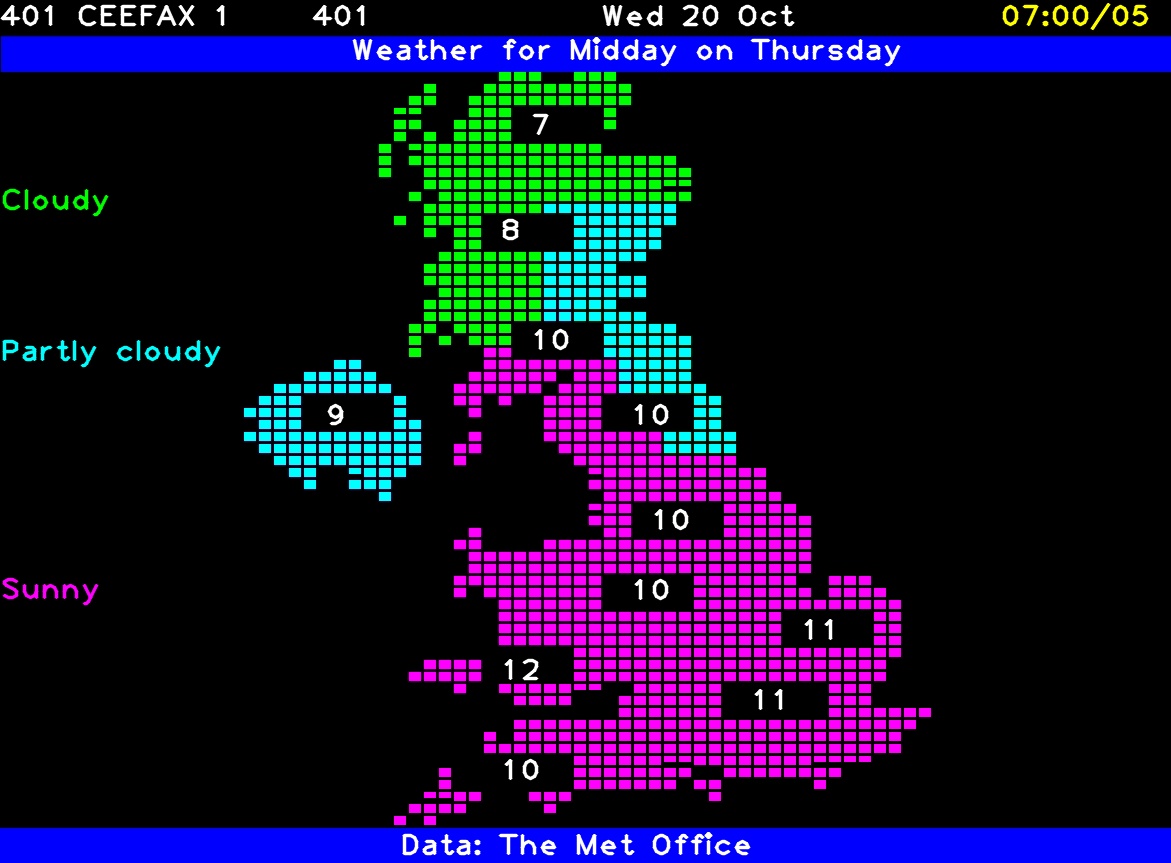 401 CEEFAX 1 401 Wed 20 Oct 07:00/05
Weather for Midday on Thursday
7
Cloudy
8
10
Partly cloudy
9 10
10
Sunny 10
11
12
11
10
Data: The Met Office